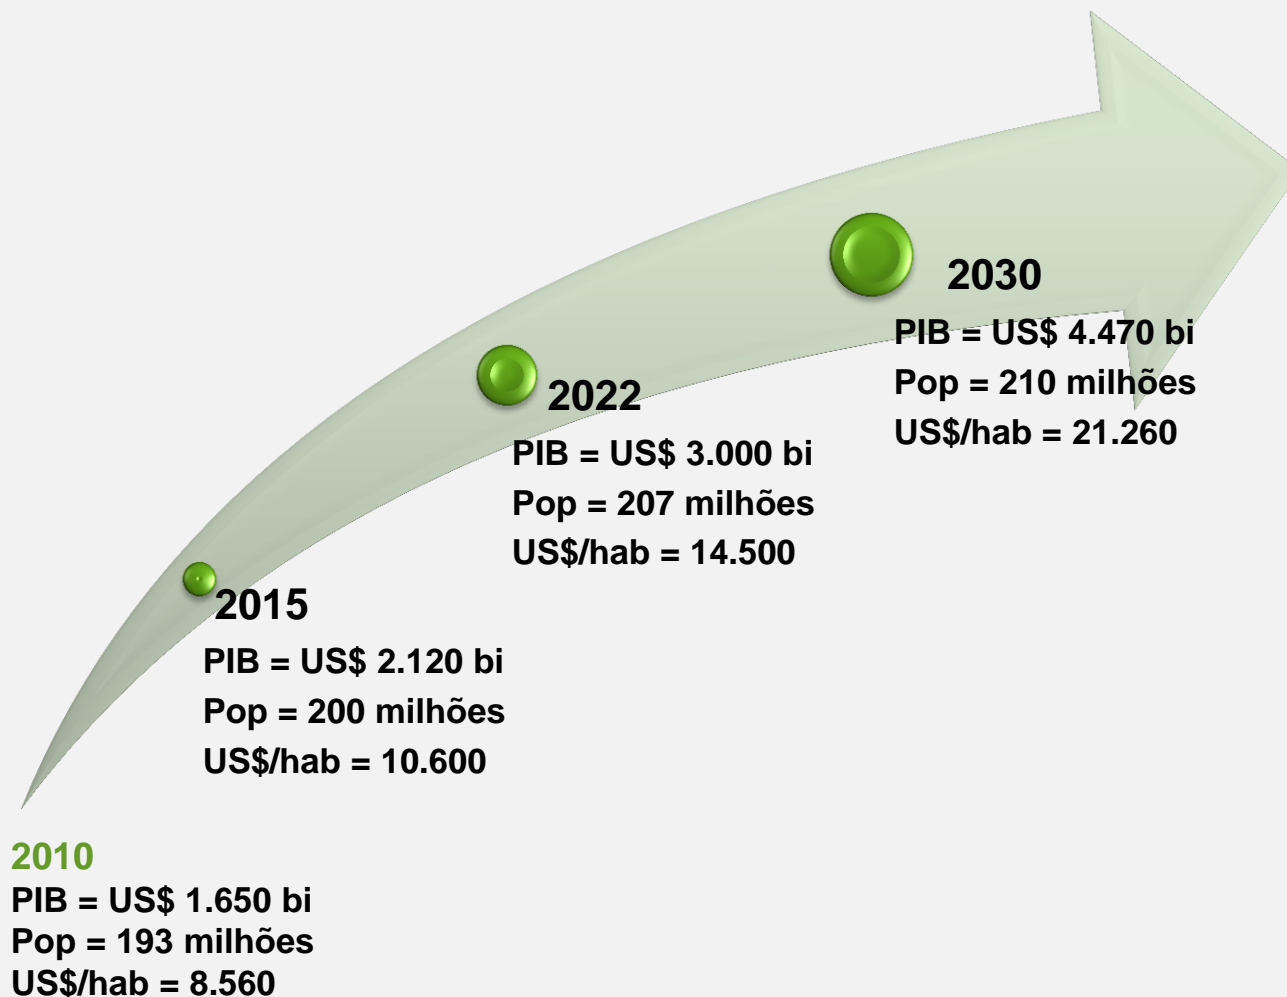 2030
PIB = US$ 4.470 bi
Pop = 210 milhões
US$/hab = 21.260
2022
PIB = US$ 3.000 bi
Pop = 207 milhões
US$/hab = 14.500
2015
PIB = US$ 2.120 bi
Pop = 200 milhões
US$/hab = 10.600
2010
PIB = US$ 1.650 bi
Pop = 193 milhões
US$/hab = 8.560